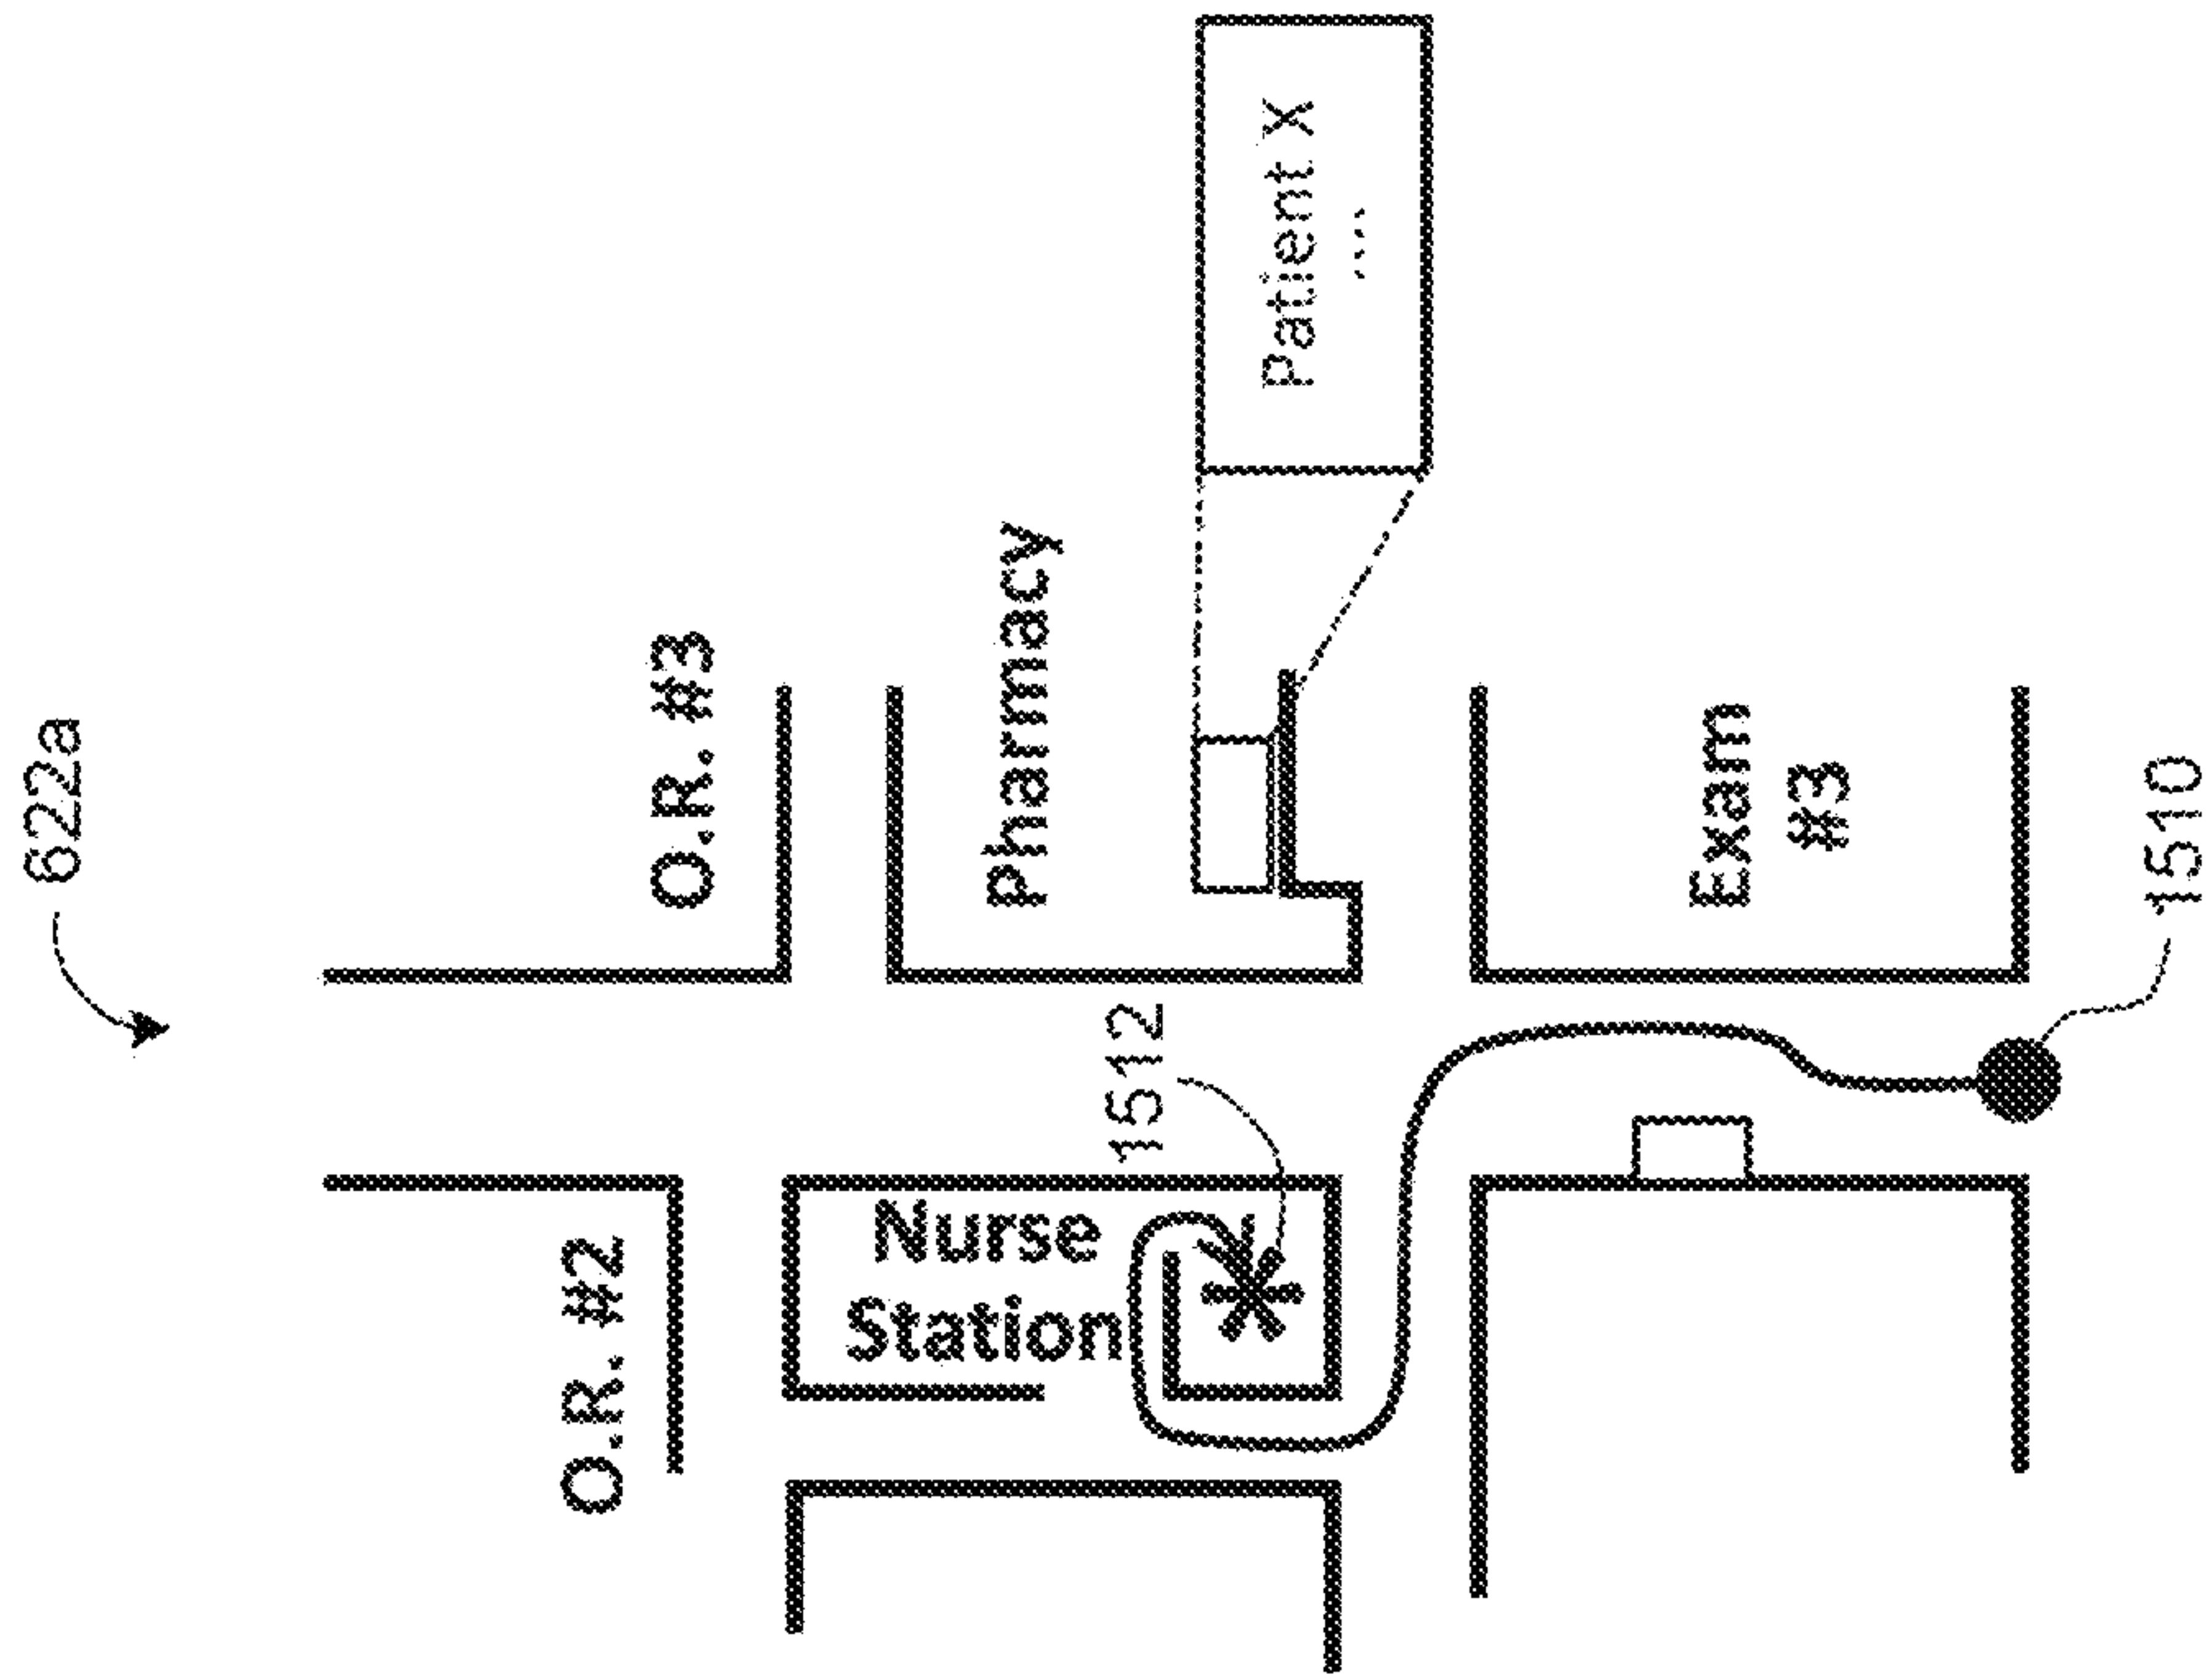 622a
O.R. #2
O.R. #3
Nurse
Station
Pharmacy
1512
Patient X
....
Exam
#3
1510